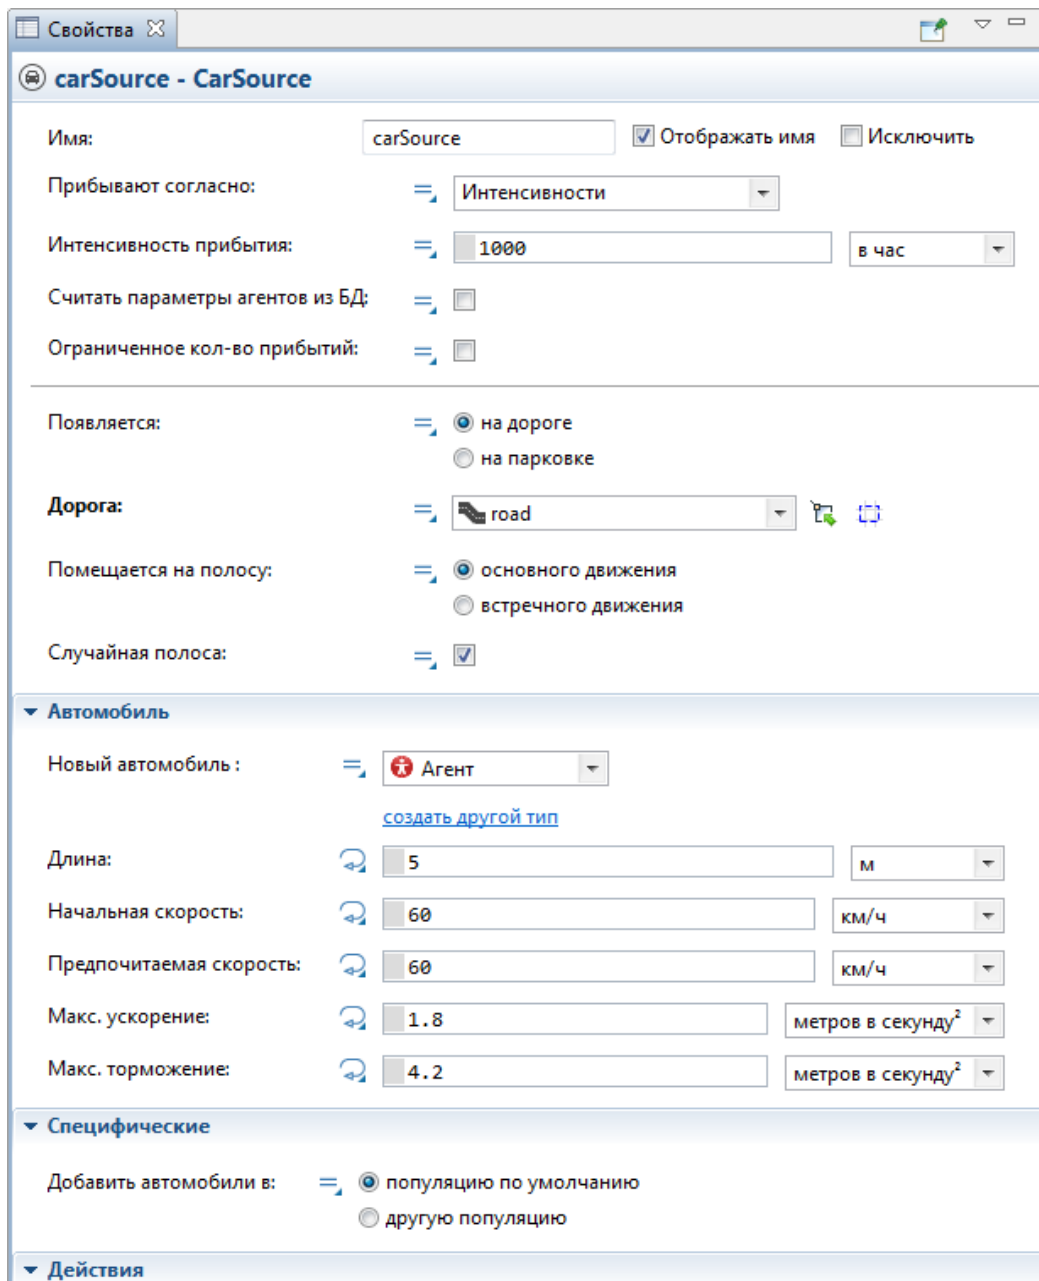 Свойства
carSource - CarSource
Имя: carSource Отображать имя Исключить
Прибывают согласно: Интенсивности
Интенсивность прибытия: 1000 в час
Считать параметры агентов из БД:
Ограниченное кол-во прибытий:
Появляется: на дороге
на парковке
Дорога: road
Помещается на полосу: основного движения
встречного движения
Случайная полоса:
Автомобиль
Новый автомобиль : Агент
создать другой тип
Длина: 5 м
Начальная скорость: 60 км/ч
Предпочитаемая скорость: 60 км/ч
Макс. ускорение: 1.8 метров в секунду²
Макс. торможение: 4.2 метров в секунду²
Специфические
Добавить автомобили в: популяцию по умолчанию
другую популяцию
Действия